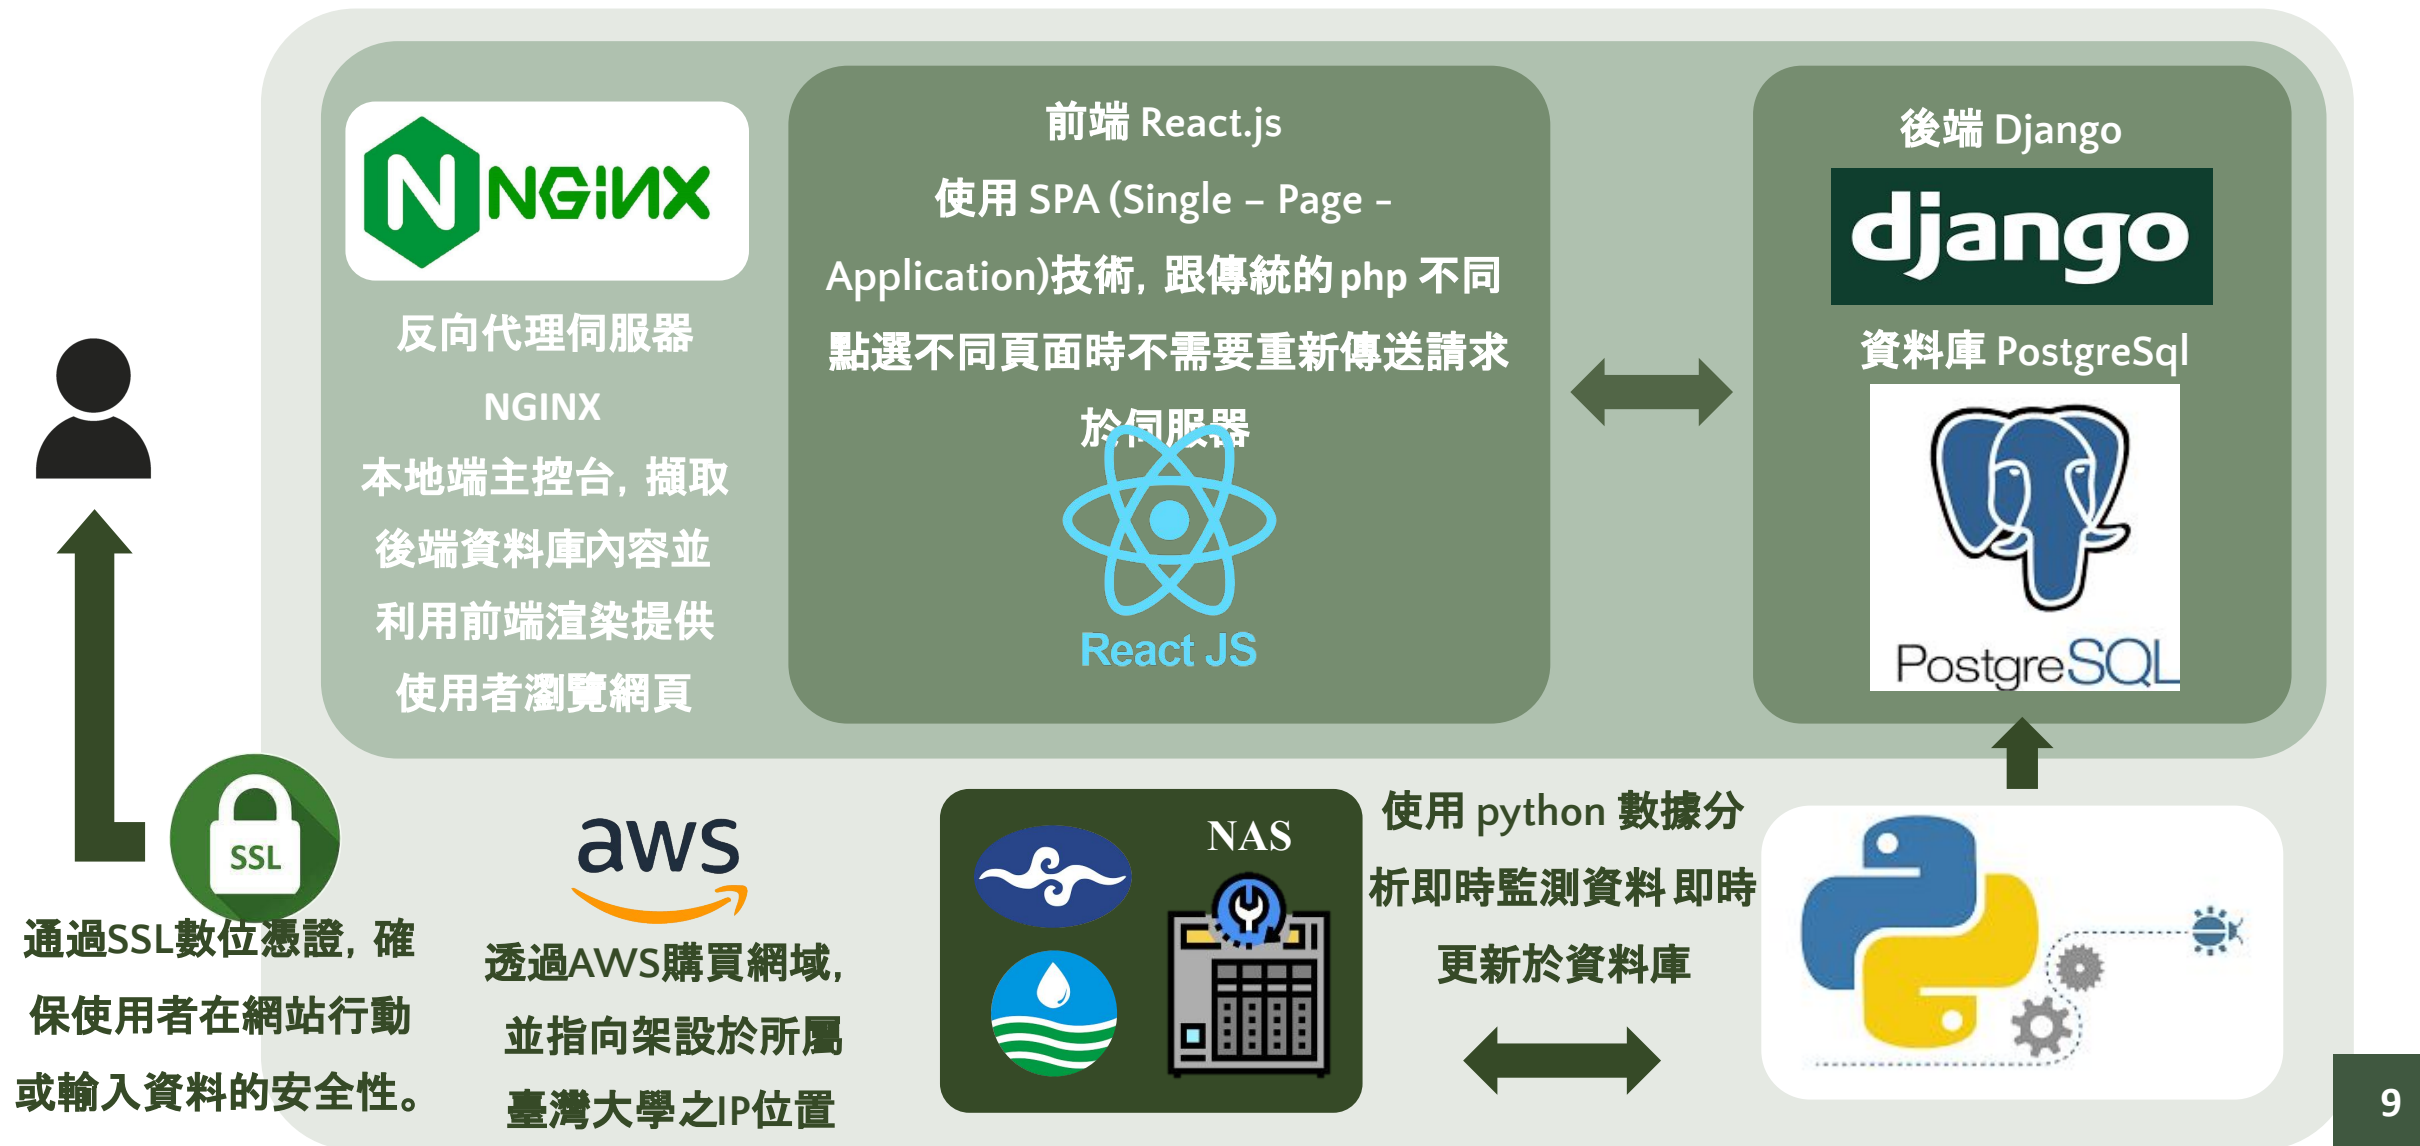 NGiNX
反向代理伺服器
NGINX
本地端主控台，擷取
後端資料庫內容並
利用前端渲染提供
使用者瀏覽網頁
前端 React.js
使用 SPA (Single – Page –
Application)技術，跟傳統的 php 不同
點選不同頁面時不需要重新傳送請求
於伺服器
React JS
後端 Django
django
資料庫 PostgreSql
PostgreSQL
SSL
通過SSL數位憑證，確
保使用者在網站行動
或輸入資料的安全性。
aws
透過AWS購買網域，
並指向架設於所屬
臺灣大學之IP位置
NAS
使用 python 數據分
析即時監測資料 即時
更新於資料庫
9